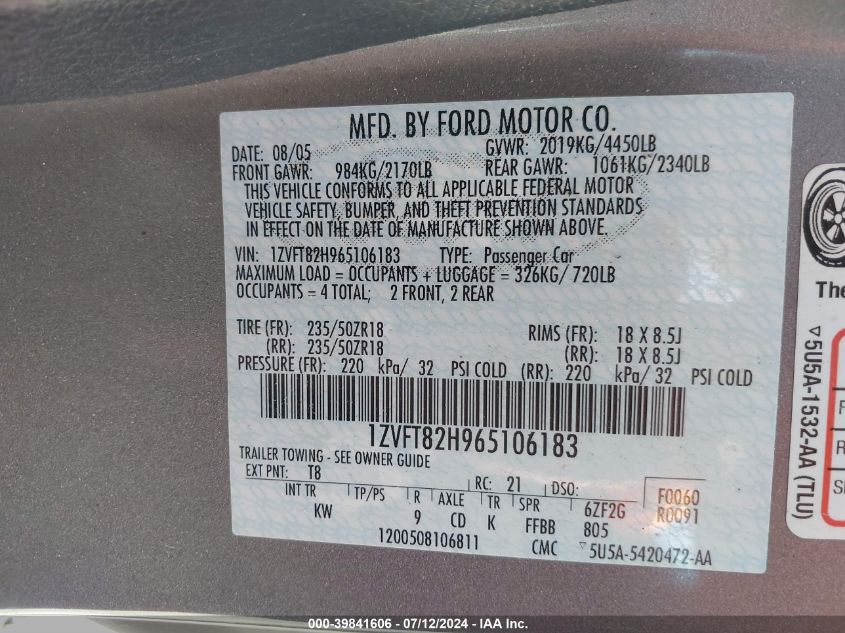 MFD. BY FORD MOTOR CO.
DATE: 08/05 GVWR: 2019KG/4450LB
FRONT GAWR: 984KG/2170LB REAR GAWR: 1061KG/2340LB
THIS VEHICLE CONFORMS TO ALL APPLICABLE FEDERAL MOTOR
VEHICLE SAFETY, BUMPER, AND THEFT PREVENTION STANDARDS
IN EFFECT ON THE DATE OF MANUFACTURE SHOWN ABOVE.
VIN: 1ZVFT82H965106183 TYPE: Passenger Car
MAXIMUM LOAD = OCCUPANTS + LUGGAGE = 326KG/ 720LB
OCCUPANTS = 4 TOTAL; 2 FRONT, 2 REAR
TIRE (FR): 235/50ZR18 RIMS (FR): 18 X 8.5J
(RR): 235/50ZR18 (RR): 18 X 8.5J
PRESSURE (FR): 220 kPa/ 32 PSI COLD (RR): 220 kPa/ 32 PSI COLD
1ZVFT82H965106183
TRAILER TOWING - SEE OWNER GUIDE
EXT PNT: T8 RC: 21 DSO: F0060
INT TR TP/PS R AXLE TR SPR 6ZF2G R0091
KW 9 CD K FFBB 805
1200508106811 CMC ▽5U5A-5420472-AA
The
▽5U5A-1532-AA (TLU)
F
R
000-39841606 - 07/12/2024 - IAA Inc.